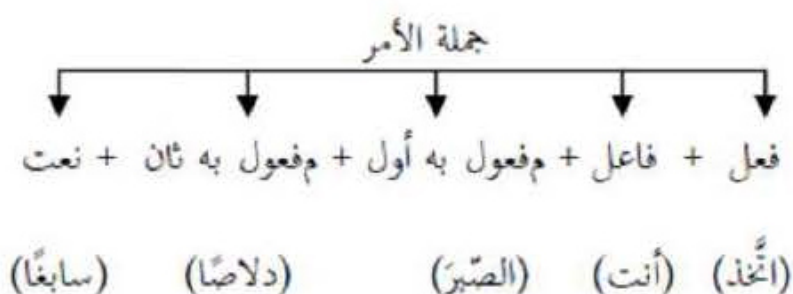 جملة الأمر
فعل + فاعل + مفعول به أول + مفعول به ثان + نعت
(اتَّخذ) (أنت) (الصّبرَ) (دلاصًا) (سابغًا)